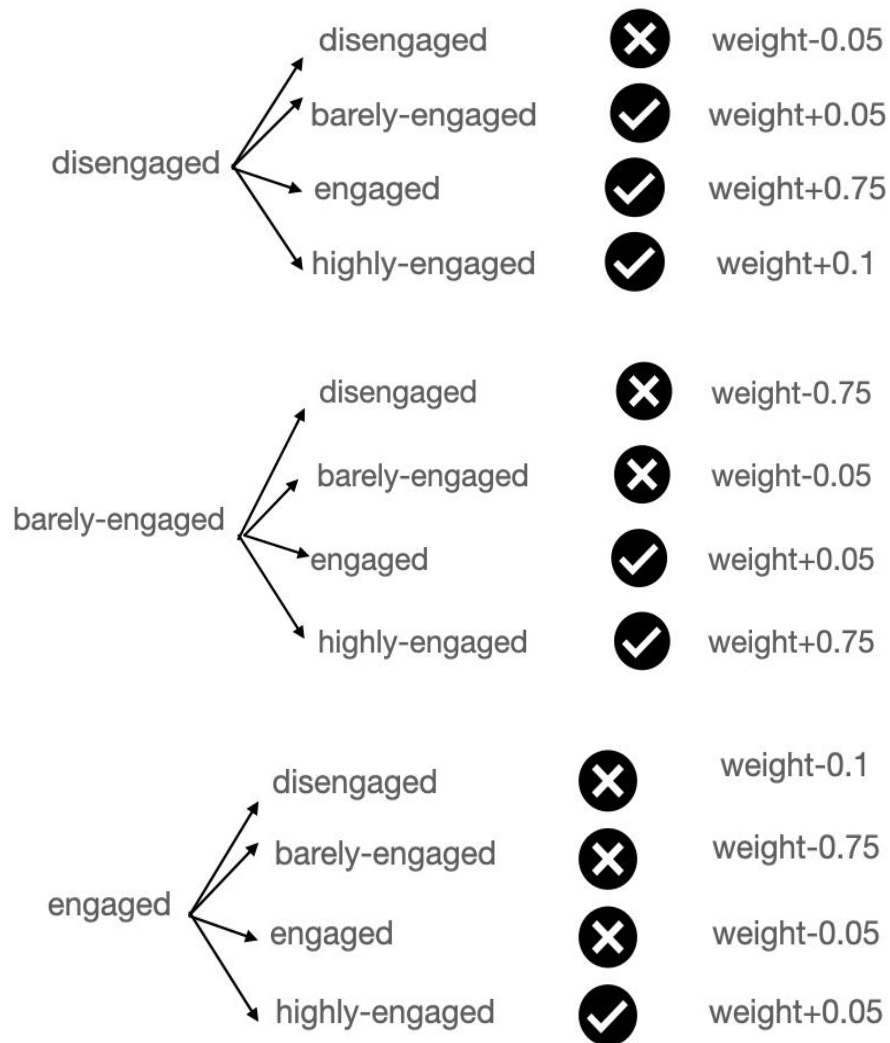 disengaged weight-0.05
barely-engaged weight+0.05
disengaged
engaged weight+0.75
highly-engaged weight+0.1
disengaged weight-0.75
barely-engaged weight-0.05
barely-engaged
engaged weight+0.05
highly-engaged weight+0.75
disengaged weight-0.1
barely-engaged weight-0.75
engaged
engaged weight-0.05
highly-engaged weight+0.05